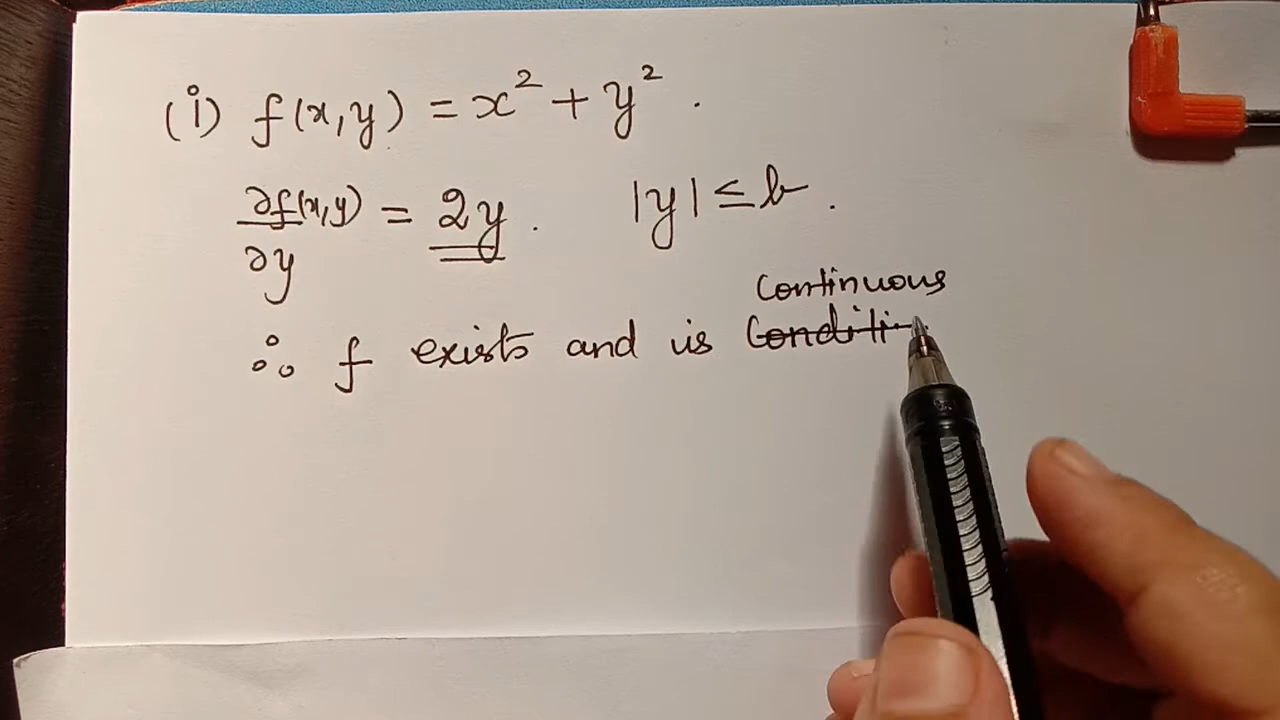 (i) f(x,y) = x² + y² .
∂f(x,y)/∂y = 2y . |y| ≤ b .
∴ f exists and is Continuous